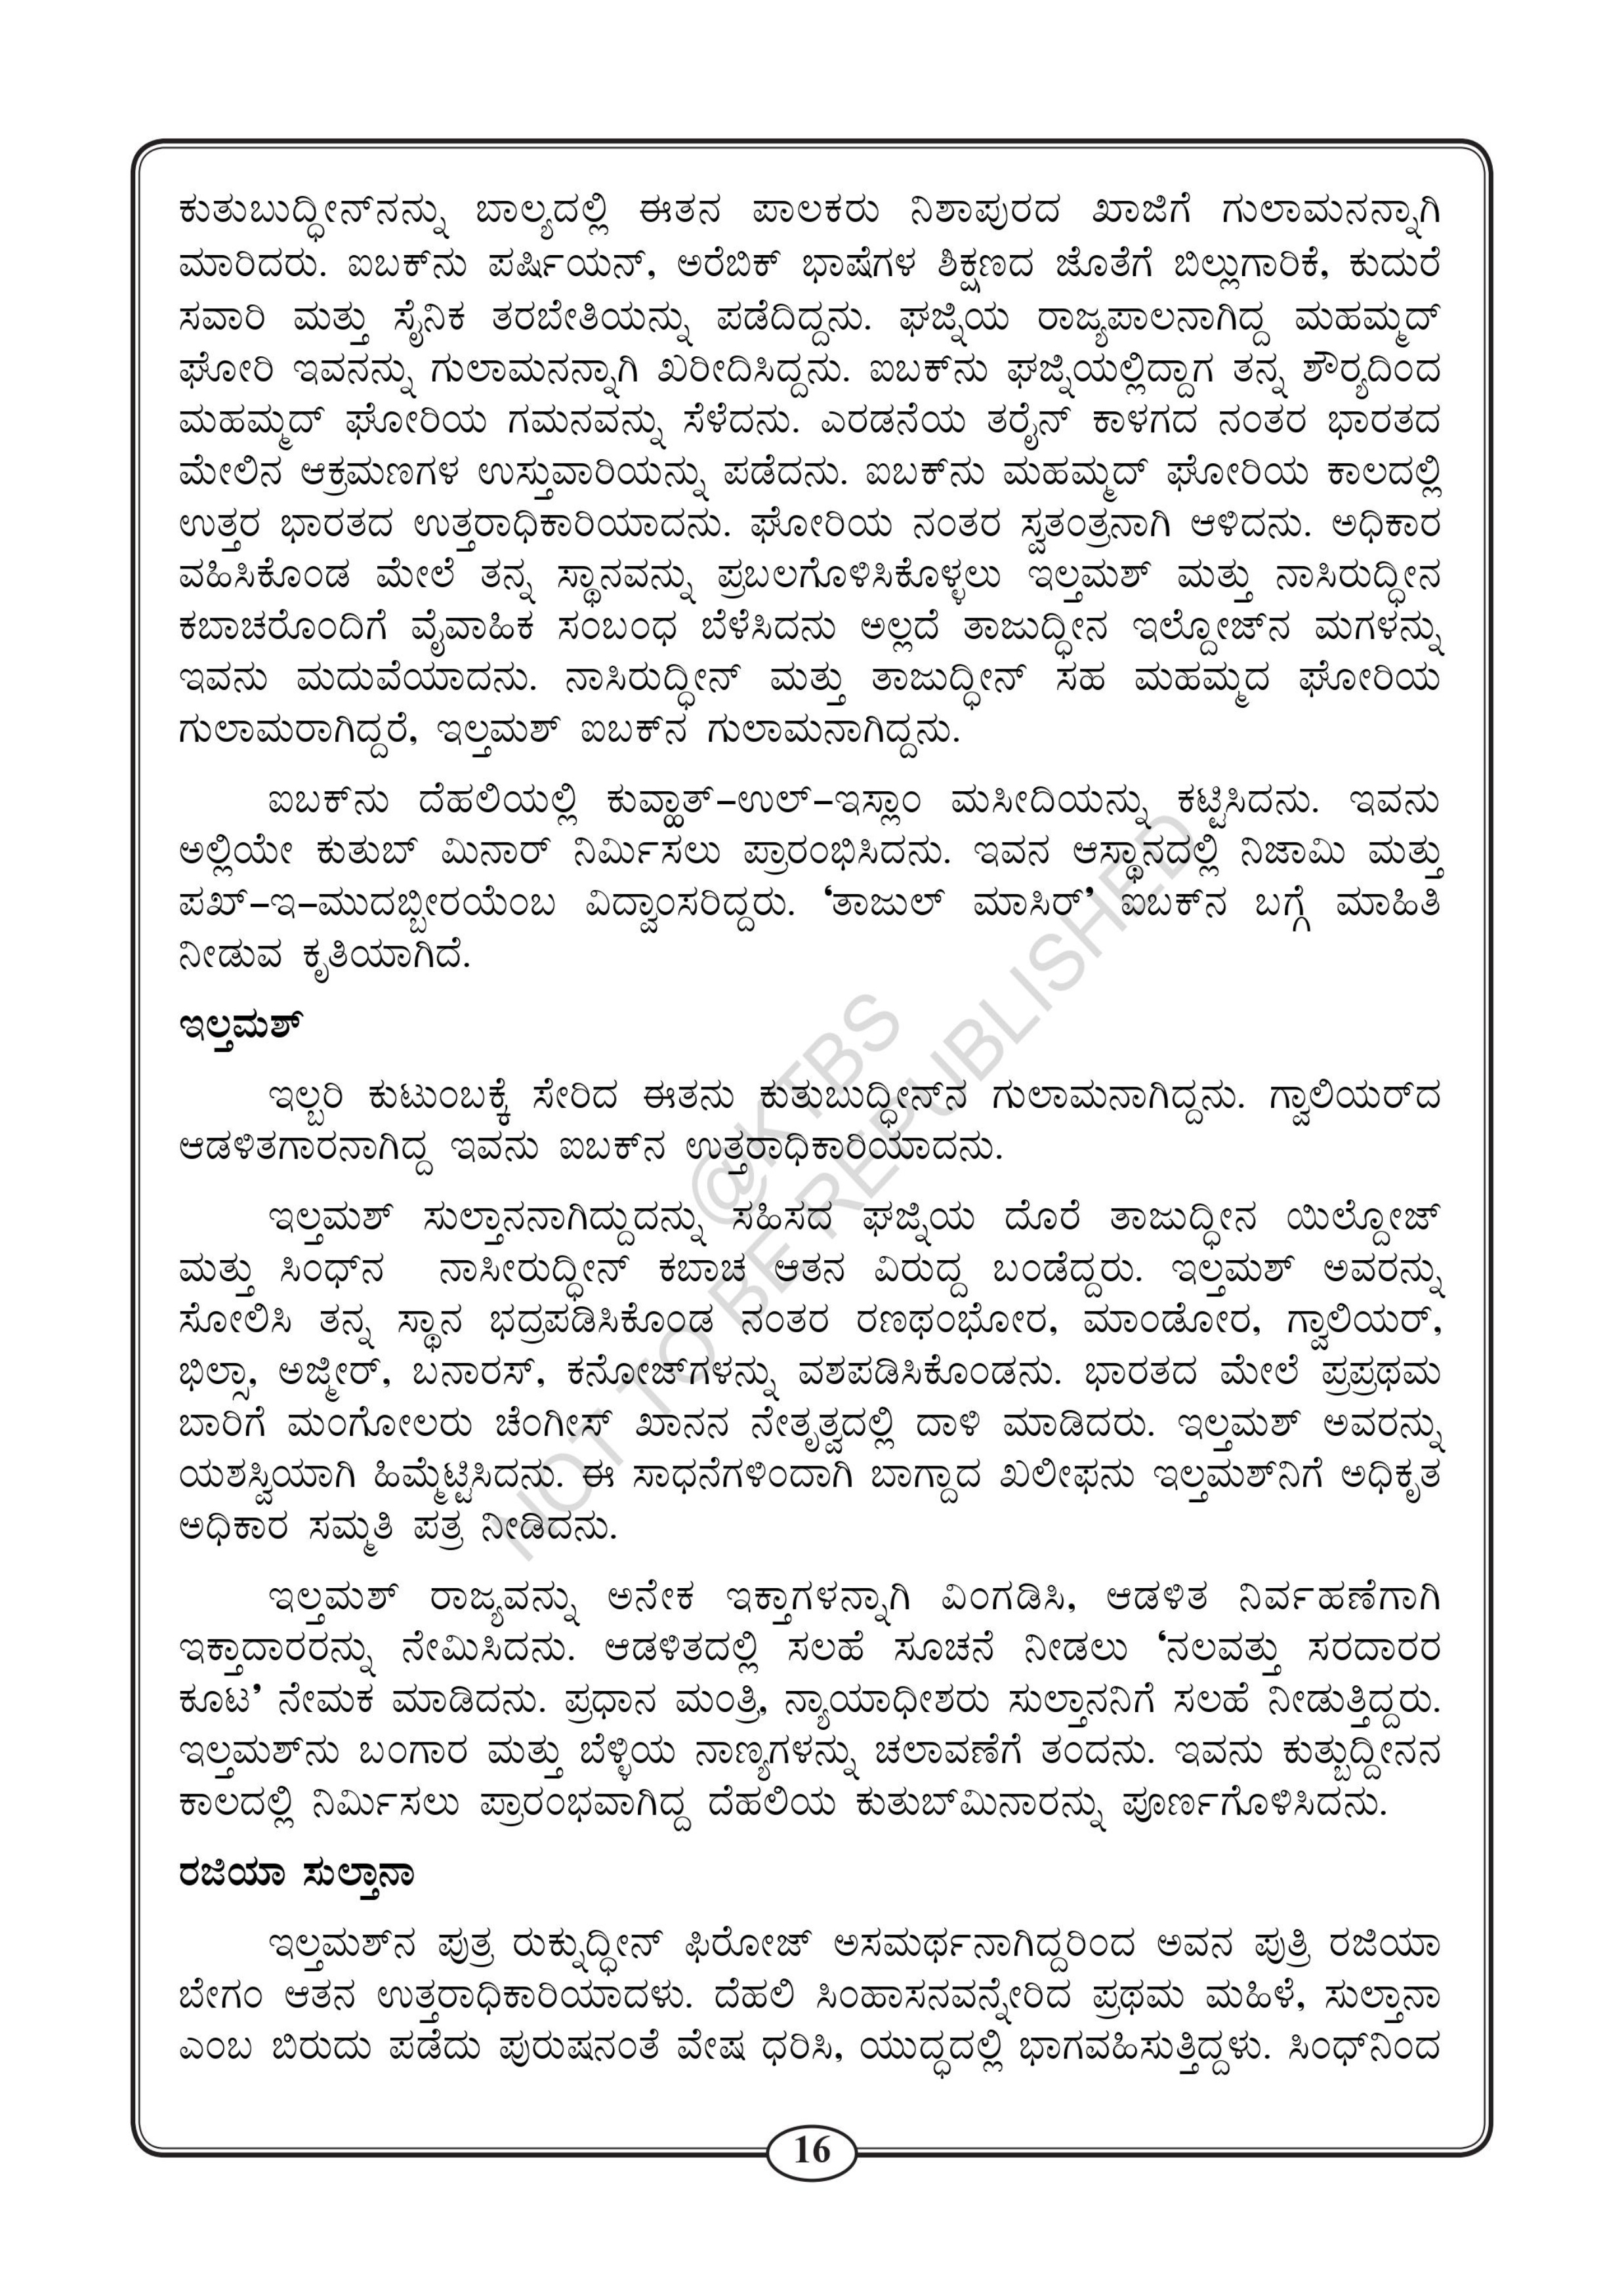 ಕುತುಬುದ್ಧೀನ್‌ನನ್ನು ಬಾಲ್ಯದಲ್ಲಿ ಈತನ ಪಾಲಕರು ನಿಶಾಪುರದ ಖಾಜಿಗೆ ಗುಲಾಮನನ್ನಾಗಿ
ಮಾರಿದರು. ಐಬಕ್‌ನು ಪರ್ಷಿಯನ್, ಅರೆಬಿಕ್ ಭಾಷೆಗಳ ಶಿಕ್ಷಣದ ಜೊತೆಗೆ ಬಿಲ್ಲುಗಾರಿಕೆ, ಕುದುರೆ
ಸವಾರಿ ಮತ್ತು ಸೈನಿಕ ತರಬೇತಿಯನ್ನು ಪಡೆದಿದ್ದನು. ಘಜ್ನಿಯ ರಾಜ್ಯಪಾಲನಾಗಿದ್ದ ಮಹಮ್ಮದ್
ಘೋರಿ ಇವನನ್ನು ಗುಲಾಮನನ್ನಾಗಿ ಖರೀದಿಸಿದ್ದನು. ಐಬಕ್‌ನು ಘಜ್ನಿಯಲ್ಲಿದ್ದಾಗ ತನ್ನ ಶೌರ‍್ಯದಿಂದ
ಮಹಮ್ಮದ್ ಘೋರಿಯ ಗಮನವನ್ನು ಸೆಳೆದನು. ಎರಡನೆಯ ತರೈನ್ ಕಾಳಗದ ನಂತರ ಭಾರತದ
ಮೇಲಿನ ಆಕ್ರಮಣಗಳ ಉಸ್ತುವಾರಿಯನ್ನು ಪಡೆದನು. ಐಬಕ್‌ನು ಮಹಮ್ಮದ್ ಘೋರಿಯ ಕಾಲದಲ್ಲಿ
ಉತ್ತರ ಭಾರತದ ಉತ್ತರಾಧಿಕಾರಿಯಾದನು. ಘೋರಿಯ ನಂತರ ಸ್ವತಂತ್ರನಾಗಿ ಆಳಿದನು. ಅಧಿಕಾರ
ವಹಿಸಿಕೊಂಡ ಮೇಲೆ ತನ್ನ ಸ್ಥಾನವನ್ನು ಪ್ರಬಲಗೊಳಿಸಿಕೊಳ್ಳಲು ಇಲ್ತಮಶ್ ಮತ್ತು ನಾಸಿರುದ್ಧೀನ
ಕಬಾಚರೊಂದಿಗೆ ವೈವಾಹಿಕ ಸಂಬಂಧ ಬೆಳೆಸಿದನು ಅಲ್ಲದೆ ತಾಜುದ್ಧೀನ ಇಲ್ದೋಜ್‌ನ ಮಗಳನ್ನು
ಇವನು ಮದುವೆಯಾದನು. ನಾಸಿರುದ್ಧೀನ್ ಮತ್ತು ತಾಜುದ್ಧೀನ್ ಸಹ ಮಹಮ್ಮದ ಘೋರಿಯ
ಗುಲಾಮರಾಗಿದ್ದರೆ, ಇಲ್ತಮಶ್ ಐಬಕ್‌ನ ಗುಲಾಮನಾಗಿದ್ದನು.
ಐಬಕ್‌ನು ದೆಹಲಿಯಲ್ಲಿ ಕುವ್ಹಾತ್–ಉಲ್–ಇಸ್ಲಾಂ ಮಸೀದಿಯನ್ನು ಕಟ್ಟಿಸಿದನು. ಇವನು
ಅಲ್ಲಿಯೇ ಕುತುಬ್ ಮಿನಾರ್ ನಿರ್ಮಿಸಲು ಪ್ರಾರಂಭಿಸಿದನು. ಇವನ ಆಸ್ಥಾನದಲ್ಲಿ ನಿಜಾಮಿ ಮತ್ತು
ಪಖ್–ಇ–ಮುದಬ್ಬೀರಯೆಂಬ ವಿದ್ವಾಂಸರಿದ್ದರು. ‘ತಾಜುಲ್ ಮಾಸಿರ್’ ಐಬಕ್‌ನ ಬಗ್ಗೆ ಮಾಹಿತಿ
ನೀಡುವ ಕೃತಿಯಾಗಿದೆ.
ಇಲ್ತಮಶ್
ಇಲ್ಬರಿ ಕುಟುಂಬಕ್ಕೆ ಸೇರಿದ ಈತನು ಕುತುಬುದ್ಧೀನ್‌ನ ಗುಲಾಮನಾಗಿದ್ದನು. ಗ್ವಾಲಿಯರ್‌ದ
ಆಡಳಿತಗಾರನಾಗಿದ್ದ ಇವನು ಐಬಕ್‌ನ ಉತ್ತರಾಧಿಕಾರಿಯಾದನು.
ಇಲ್ತಮಶ್ ಸುಲ್ತಾನನಾಗಿದ್ದುದನ್ನು ಸಹಿಸದ ಘಜ್ನಿಯ ದೊರೆ ತಾಜುದ್ಧೀನ ಯಿಲ್ದೋಜ್
ಮತ್ತು ಸಿಂಧ್‌ನ ನಾಸೀರುದ್ಧೀನ್ ಕಬಾಚ ಆತನ ವಿರುದ್ದ ಬಂಡೆದ್ದರು. ಇಲ್ತಮಶ್ ಅವರನ್ನು
ಸೋಲಿಸಿ ತನ್ನ ಸ್ಥಾನ ಭದ್ರಪಡಿಸಿಕೊಂಡ ನಂತರ ರಣಥಂಭೋರ, ಮಾಂಡೋರ, ಗ್ವಾಲಿಯರ್,
ಭಿಲ್ಸಾ, ಅಜ್ಮೀರ್, ಬನಾರಸ್, ಕನೋಜ್‌ಗಳನ್ನು ವಶಪಡಿಸಿಕೊಂಡನು. ಭಾರತದ ಮೇಲೆ ಪ್ರಪ್ರಥಮ
ಬಾರಿಗೆ ಮಂಗೋಲರು ಚೆಂಗೀಸ್ ಖಾನನ ನೇತೃತ್ವದಲ್ಲಿ ದಾಳಿ ಮಾಡಿದರು. ಇಲ್ತಮಶ್ ಅವರನ್ನು
ಯಶಸ್ವಿಯಾಗಿ ಹಿಮ್ಮೆಟ್ಟಿಸಿದನು. ಈ ಸಾಧನೆಗಳಿಂದಾಗಿ ಬಾಗ್ದಾದ ಖಲೀಫನು ಇಲ್ತಮಶ್‌ನಿಗೆ ಅಧಿಕೃತ
ಅಧಿಕಾರ ಸಮ್ಮತಿ ಪತ್ರ ನೀಡಿದನು.
ಇಲ್ತಮಶ್ ರಾಜ್ಯವನ್ನು ಅನೇಕ ಇಕ್ತಾಗಳನ್ನಾಗಿ ವಿಂಗಡಿಸಿ, ಆಡಳಿತ ನಿರ್ವಹಣೆಗಾಗಿ
ಇಕ್ತಾದಾರರನ್ನು ನೇಮಿಸಿದನು. ಆಡಳಿತದಲ್ಲಿ ಸಲಹೆ ಸೂಚನೆ ನೀಡಲು ‘ನಲವತ್ತು ಸರದಾರರ
ಕೂಟ’ ನೇಮಕ ಮಾಡಿದನು. ಪ್ರಧಾನ ಮಂತ್ರಿ, ನ್ಯಾಯಾಧೀಶರು ಸುಲ್ತಾನನಿಗೆ ಸಲಹೆ ನೀಡುತ್ತಿದ್ದರು.
ಇಲ್ತಮಶ್‌ನು ಬಂಗಾರ ಮತ್ತು ಬೆಳ್ಳಿಯ ನಾಣ್ಯಗಳನ್ನು ಚಲಾವಣೆಗೆ ತಂದನು. ಇವನು ಕುತ್ಬುದ್ದೀನನ
ಕಾಲದಲ್ಲಿ ನಿರ್ಮಿಸಲು ಪ್ರಾರಂಭವಾಗಿದ್ದ ದೆಹಲಿಯ ಕುತುಬ್‌ಮಿನಾರನ್ನು ಪೂರ್ಣಗೊಳಿಸಿದನು.
ರಜಿಯಾ ಸುಲ್ತಾನಾ
ಇಲ್ತಮಶ್‌ನ ಪುತ್ರ ರುಕ್ನುದ್ಧೀನ್ ಫಿರೋಜ್ ಅಸಮರ್ಥನಾಗಿದ್ದರಿಂದ ಅವನ ಪುತ್ರಿ ರಜಿಯಾ
ಬೇಗಂ ಆತನ ಉತ್ತರಾಧಿಕಾರಿಯಾದಳು. ದೆಹಲಿ ಸಿಂಹಾಸನವನ್ನೇರಿದ ಪ್ರಥಮ ಮಹಿಳೆ, ಸುಲ್ತಾನಾ
ಎಂಬ ಬಿರುದು ಪಡೆದು ಪುರುಷನಂತೆ ವೇಷ ಧರಿಸಿ, ಯುದ್ಧದಲ್ಲಿ ಭಾಗವಹಿಸುತ್ತಿದ್ದಳು. ಸಿಂಧ್‌ನಿಂದ
16
@KTBS
NOT TO BE REPUBLISHED